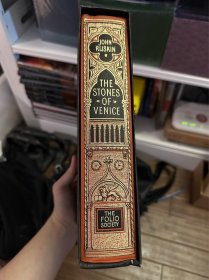 JOHN
RUSKIN
THE
STONES
OF
VENICE
THE
FOLIO
SOCIETY